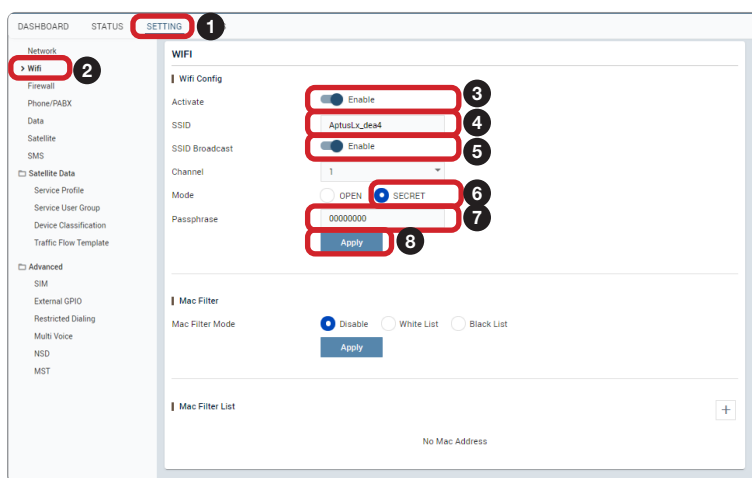 DASHBOARD STATUS SETTING 1
Network
> Wifi 2
Firewall
Phone/PABX
Data
Satellite
SMS
Satellite Data
Service Profile
Service User Group
Device Classification
Traffic Flow Template
Advanced
SIM
External GPIO
Restricted Dialing
Multi Voice
NSD
MST
WIFI
Wifi Config
Activate Enable 3
SSID AptusLx_dea4 4
SSID Broadcast Enable 5
Channel 1
Mode OPEN SECRET 6
Passphrase 00000000 7
Apply 8
Mac Filter
Mac Filter Mode Disable White List Black List
Apply
Mac Filter List +
No Mac Address